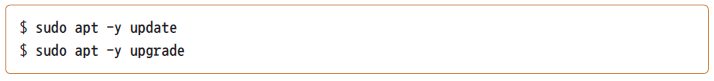 $ sudo apt -y update
$ sudo apt -y upgrade